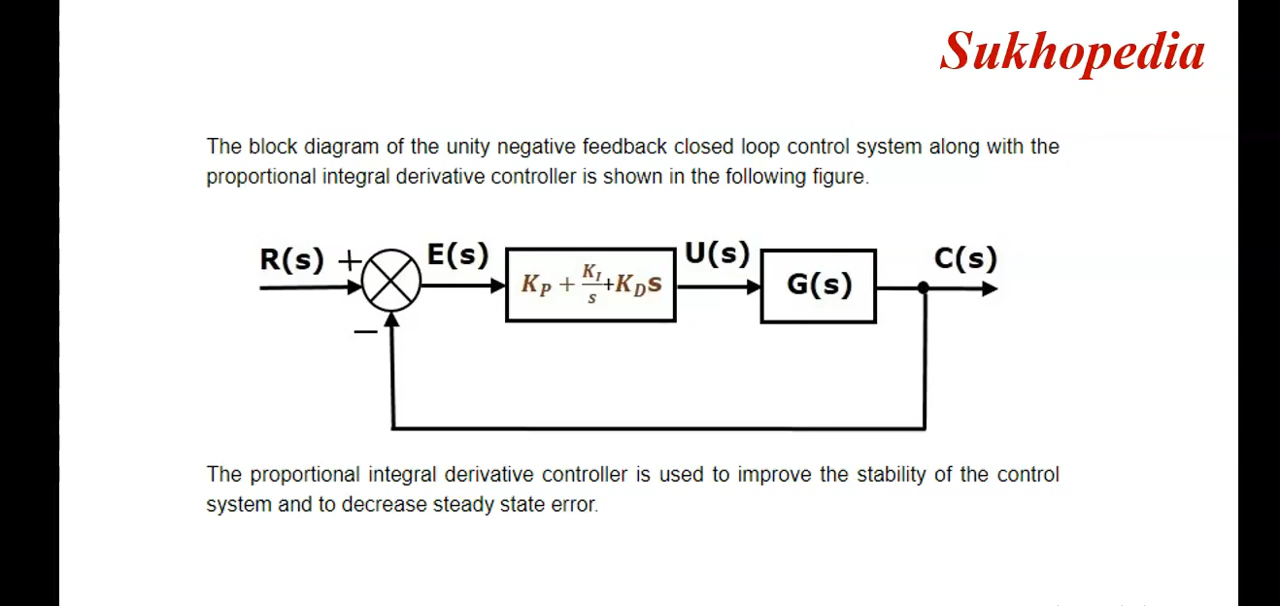 Sukhopedia
The block diagram of the unity negative feedback closed loop control system along with the
proportional integral derivative controller is shown in the following figure.
R(s) + E(s) K_P + K_I/s + K_D s U(s) G(s) C(s)
−
The proportional integral derivative controller is used to improve the stability of the control
system and to decrease steady state error.